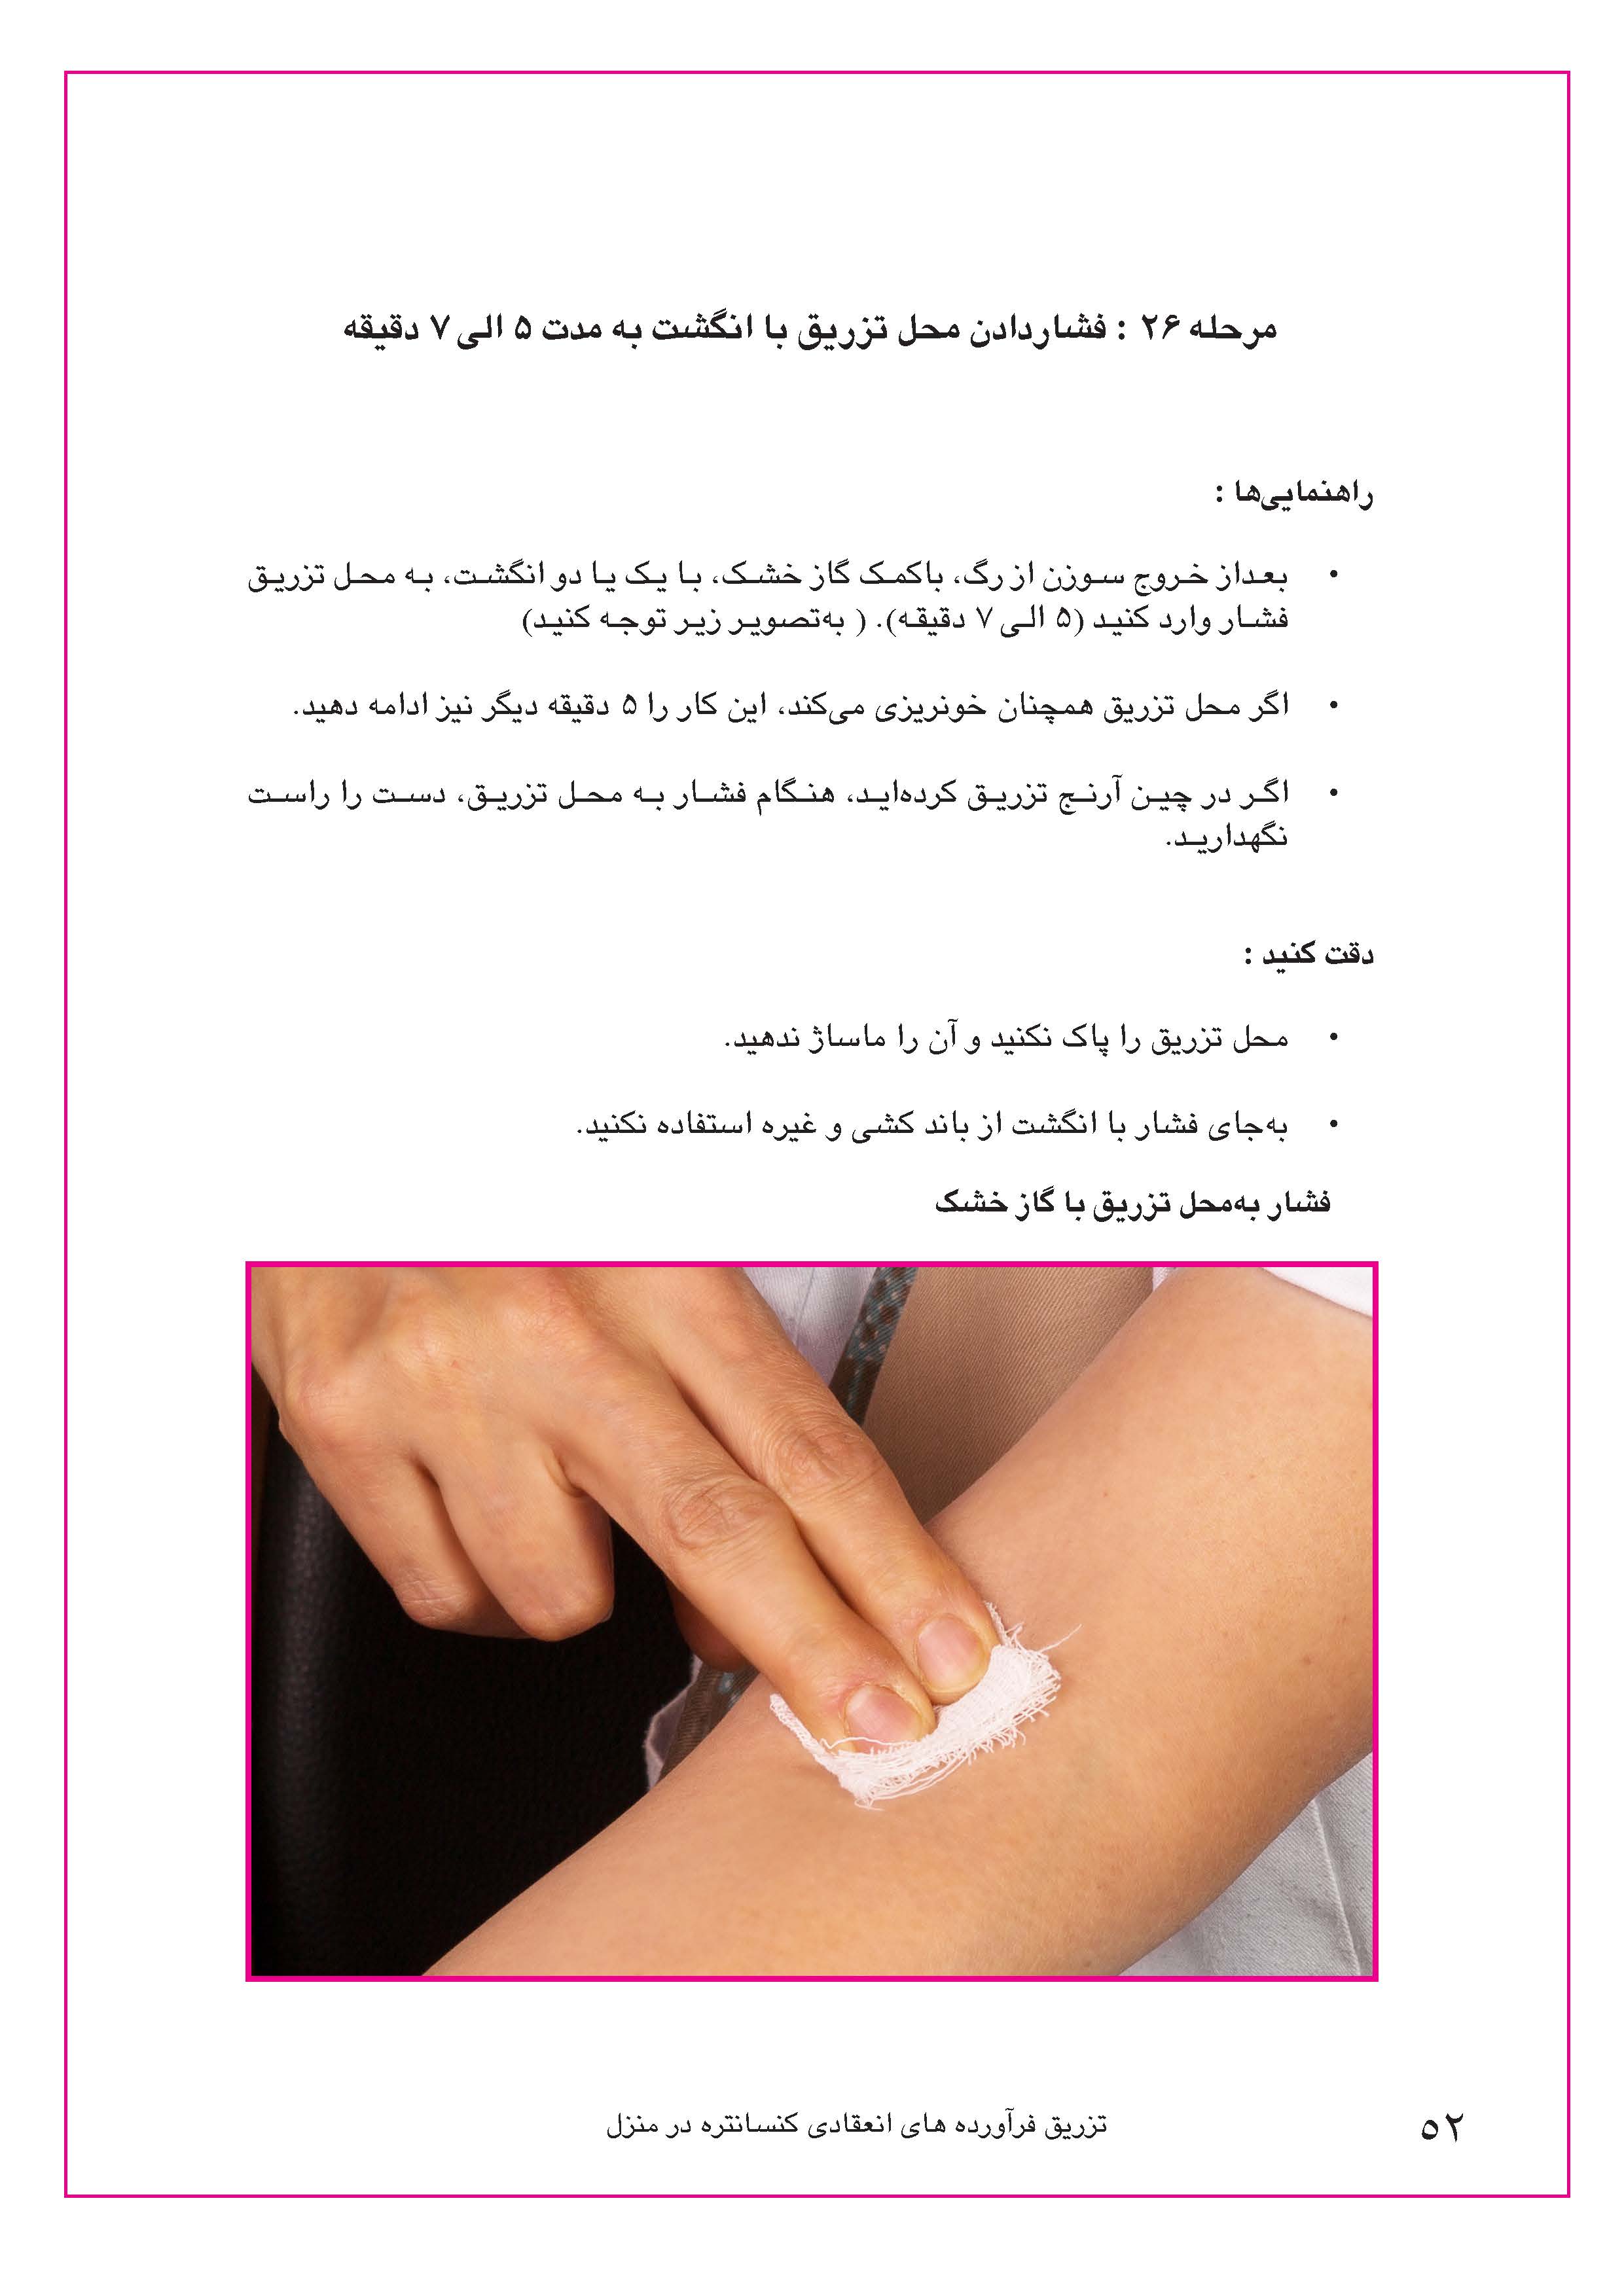 مرحله ۲۶ : فشاردادن محل تزریق با انگشت به مدت ۵ الی ۷ دقیقه
راهنمایی‌ها :
• بعداز خروج سوزن از رگ، باکمک گاز خشک، با یک یا دو انگشت، به محل تزریق
فشار وارد کنید (۵ الی ۷ دقیقه). ( به‌تصویر زیر توجه کنید)
• اگر محل تزریق همچنان خونریزی می‌کند، این کار را ۵ دقیقه دیگر نیز ادامه دهید.
• اگر در چین آرنج تزریق کرده‌اید، هنگام فشار به محل تزریق، دست را راست
نگهدارید.
دقت کنید :
• محل تزریق را پاک نکنید و آن را ماساژ ندهید.
• به‌جای فشار با انگشت از باند کشی و غیره استفاده نکنید.
فشار به‌محل تزریق با گاز خشک
تزریق فرآورده های انعقادی کنسانتره در منزل
۵۲